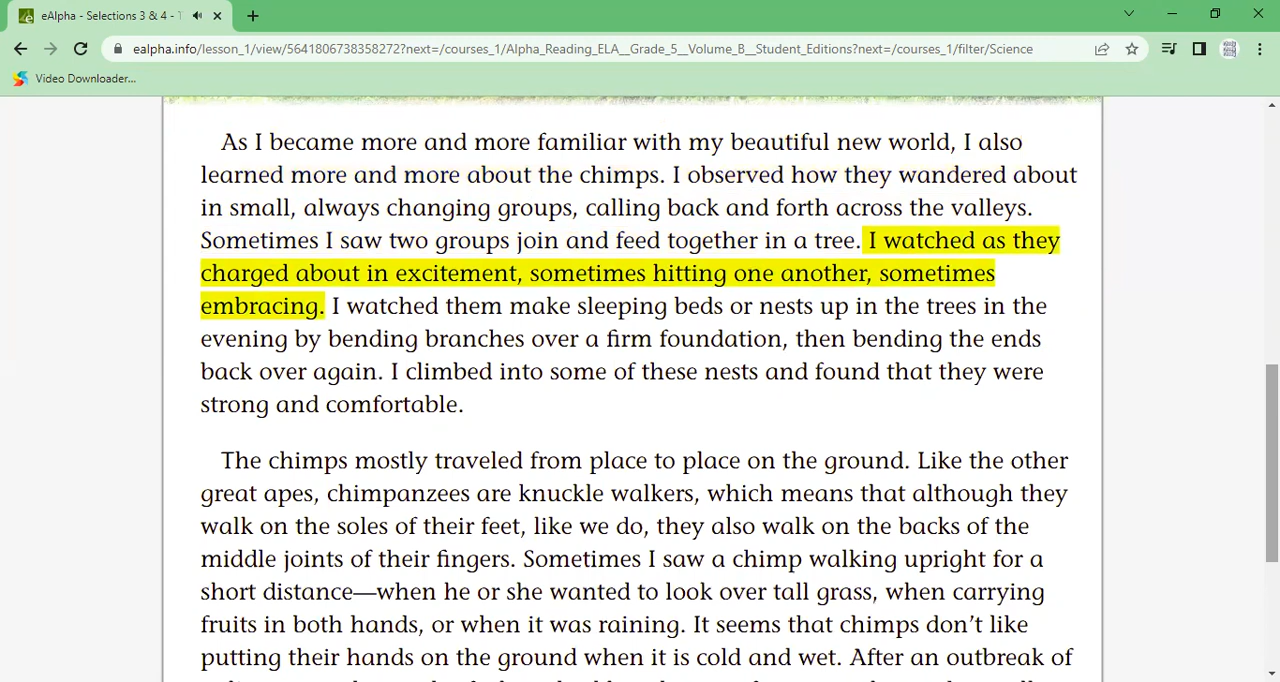 eAlpha - Selections 3 & 4 - T
ealpha.info/lesson_1/view/5641806738358272?next=/courses_1/Alpha_Reading_ELA__Grade_5__Volume_B__Student_Editions?next=/courses_1/filter/Science
Video Downloader...
As I became more and more familiar with my beautiful new world, I also
learned more and more about the chimps. I observed how they wandered about
in small, always changing groups, calling back and forth across the valleys.
Sometimes I saw two groups join and feed together in a tree. I watched as they
charged about in excitement, sometimes hitting one another, sometimes
embracing. I watched them make sleeping beds or nests up in the trees in the
evening by bending branches over a firm foundation, then bending the ends
back over again. I climbed into some of these nests and found that they were
strong and comfortable.
The chimps mostly traveled from place to place on the ground. Like the other
great apes, chimpanzees are knuckle walkers, which means that although they
walk on the soles of their feet, like we do, they also walk on the backs of the
middle joints of their fingers. Sometimes I saw a chimp walking upright for a
short distance—when he or she wanted to look over tall grass, when carrying
fruits in both hands, or when it was raining. It seems that chimps don't like
putting their hands on the ground when it is cold and wet. After an outbreak of